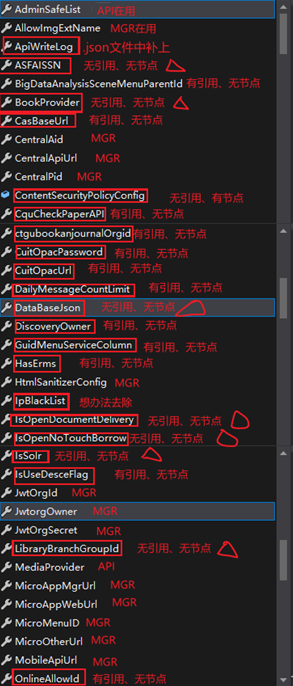 AdminSafeList API在用
AllowImgExtName MGR在用
ApiWriteLog .json文件中补上
ASFAISSN 无引用、无节点
BigDataAnalysisSceneMenuParentId 有引用、无节点
BookProvider 无引用、无节点
CasBaseUrl 有引用、无节点
CentralAid MGR
CentralApiUrl MGR
CentralPid MGR
ContentSecurityPolicyConfig 无引用、有节点
CquCheckPaperAPI 有引用、无节点
ctgubookanjournalOrgid 有引用、无节点
CuitOpacPassword 有引用、无节点
CuitOpacUrl 有引用、无节点
DailyMessageCountLimit 有引用、无节点
DataBaseJson 无引用、无节点
DiscoveryOwner 有引用、无节点
GuidMenuServiceColumn 有引用、无节点
HasErms 有引用、无节点
HtmlSanitizerConfig MGR
IpBlackList 想办法去除
IsOpenDocumentDelivery 无引用、无节点
IsOpenNoTouchBorrow 无引用、无节点
IsSolr 无引用、无节点
IsUseDesceFlag 有引用、无节点
JwtOrgId MGR
JwtorgOwner MGR
JwtOrgSecret MGR
LibraryBranchGroupId 无引用、无节点
MediaProvider API
MicroAppMgrUrl MGR
MicroAppWebUrl MGR
MicroMenuID MGR
MicroOtherUrl MGR
MobileApiUrl MGR
OnlineAllowId 有引用、无节点